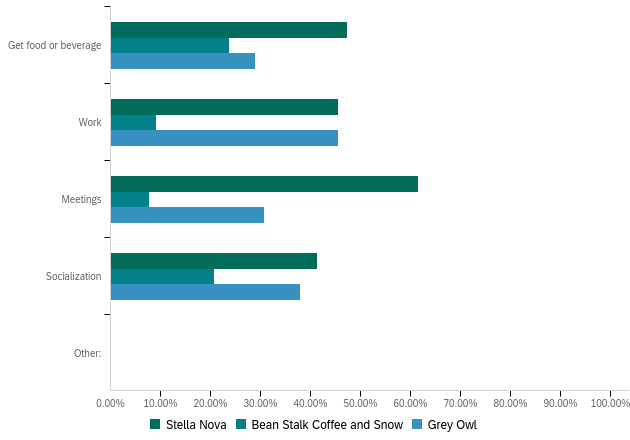 Get food or beverage
Work
Meetings
Socialization
Other:
0.00% 10.00% 20.00% 30.00% 40.00% 50.00% 60.00% 70.00% 80.00% 90.00% 100.00%
Stella Nova Bean Stalk Coffee and Snow Grey Owl